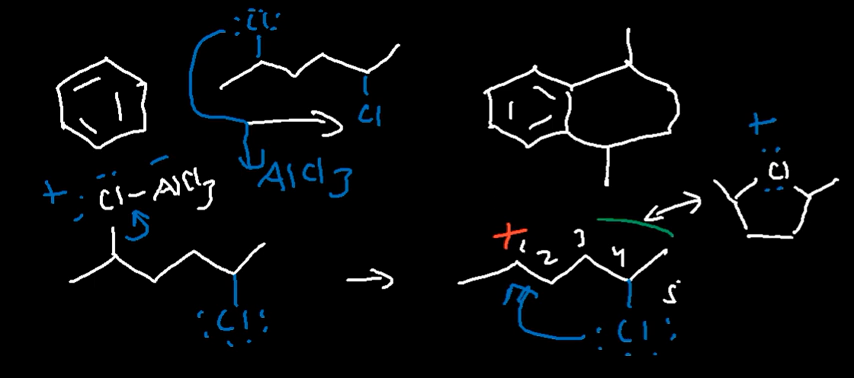 : Cl :
Cl
AlCl3
+
+ : Cl - AlCl3
Cl
+
1 2 3 4 5
: Cl :
: Cl :